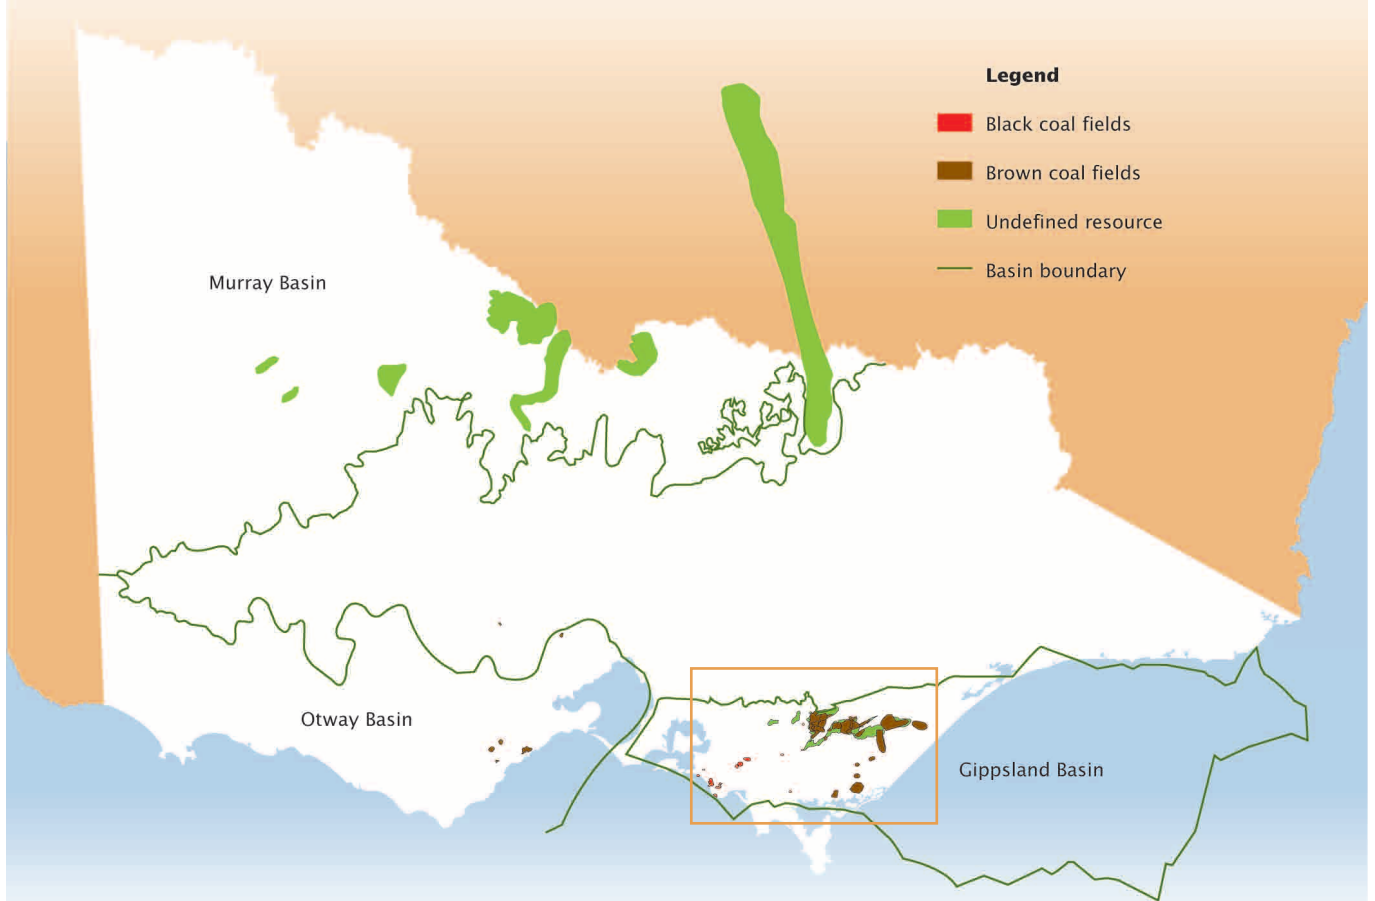 Legend
Black coal fields
Brown coal fields
Undefined resource
Basin boundary
Murray Basin
Otway Basin
Gippsland Basin